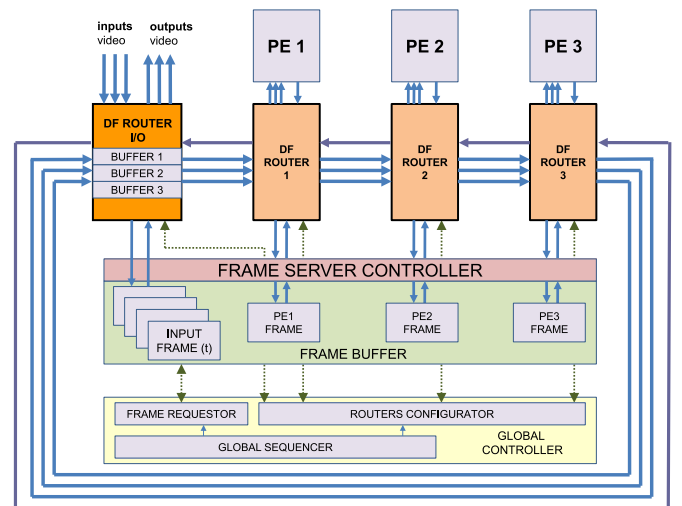 inputs
video
outputs
video
PE 1
PE 2
PE 3
DF ROUTER
I/O
BUFFER 1
BUFFER 2
BUFFER 3
DF
ROUTER
1
DF
ROUTER
2
DF
ROUTER
3
FRAME SERVER CONTROLLER
INPUT
FRAME (t)
PE1
FRAME
PE2
FRAME
PE3
FRAME
FRAME BUFFER
FRAME REQUESTOR
ROUTERS CONFIGURATOR
GLOBAL SEQUENCER
GLOBAL
CONTROLLER